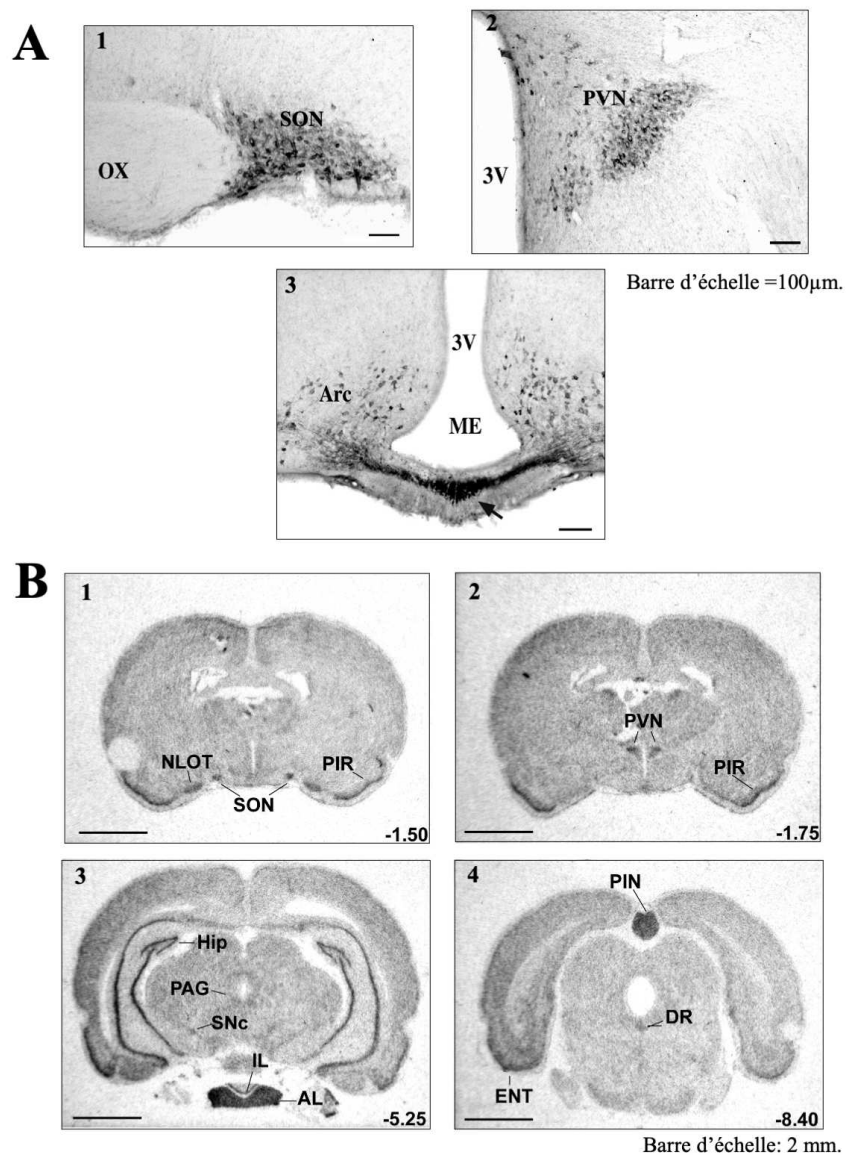 A
1
SON
OX
2
PVN
3V
3
3V
Arc
ME
Barre d'échelle =100µm.
B
1
NLOT
PIR
SON
-1.50
2
PVN
PIR
-1.75
3
Hip
PAG
SNc
IL
AL
-5.25
4
PIN
DR
ENT
-8.40
Barre d'échelle: 2 mm.